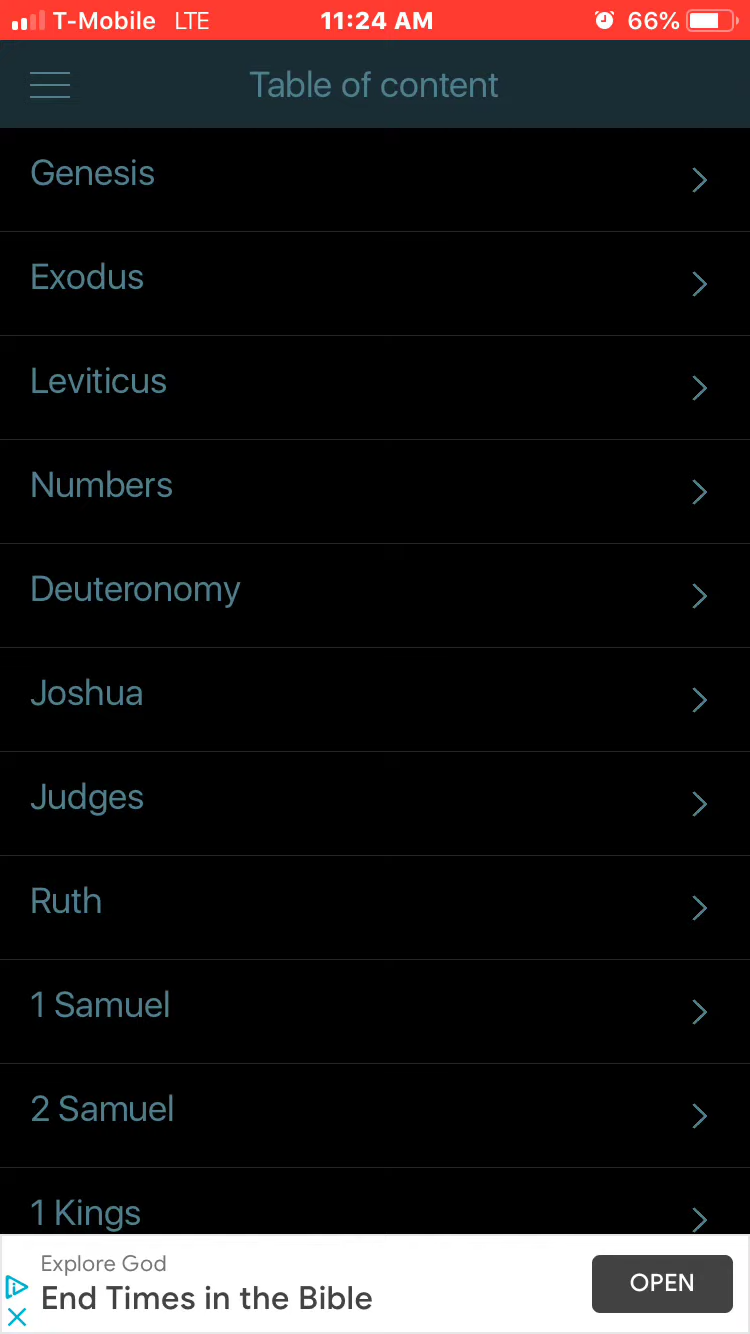 T-Mobile LTE 11:24 AM 66%
Table of content
Genesis
Exodus
Leviticus
Numbers
Deuteronomy
Joshua
Judges
Ruth
1 Samuel
2 Samuel
1 Kings
Explore God
End Times in the Bible
OPEN